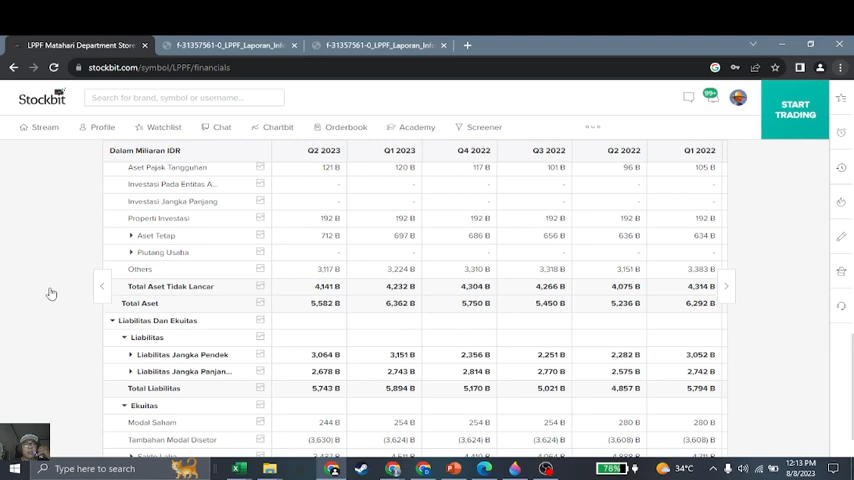 LPPF Matahari Department Store
f-31357561-0_LPPF_Laporan_Info
f-31357561-0_LPPF_Laporan_Inf
stockbit.com/symbol/LPPF/financials
Stockbit
Search for brand, symbol or username...
99+
START TRADING
Stream Profile Watchlist Chat Chartbit Orderbook Academy Screener
Dalam Miliaran IDR Q2 2023 Q1 2023 Q4 2022 Q3 2022 Q2 2022 Q1 2022
Aset Pajak Tangguhan 121 B 120 B 117 B 101 B 96 B 105 B
Investasi Pada Entitas A... - - - - - -
Investasi Jangka Panjang - - - - - -
Properti Investasi 192 B 192 B 192 B 192 B 192 B 192 B
Aset Tetap 712 B 697 B 686 B 656 B 636 B 634 B
Piutang Usaha - - - - - -
Others 3,117 B 3,224 B 3,310 B 3,318 B 3,151 B 3,383 B
Total Aset Tidak Lancar 4,141 B 4,232 B 4,304 B 4,266 B 4,075 B 4,314 B
Total Aset 5,582 B 6,362 B 5,750 B 5,450 B 5,236 B 6,292 B
Liabilitas Dan Ekuitas
Liabilitas
Liabilitas Jangka Pendek 3,064 B 3,151 B 2,356 B 2,251 B 2,282 B 3,052 B
Liabilitas Jangka Panjan... 2,678 B 2,743 B 2,814 B 2,770 B 2,575 B 2,742 B
Total Liabilitas 5,743 B 5,894 B 5,170 B 5,021 B 4,857 B 5,794 B
Ekuitas
Modal Saham 244 B 254 B 254 B 254 B 280 B 280 B
Tambahan Modal Disetor (3,630) B (3,624) B (3,624) B (3,624) B (3,608) B (3,608) B
Type here to search
78%
34°C
12:13 PM
8/8/2023